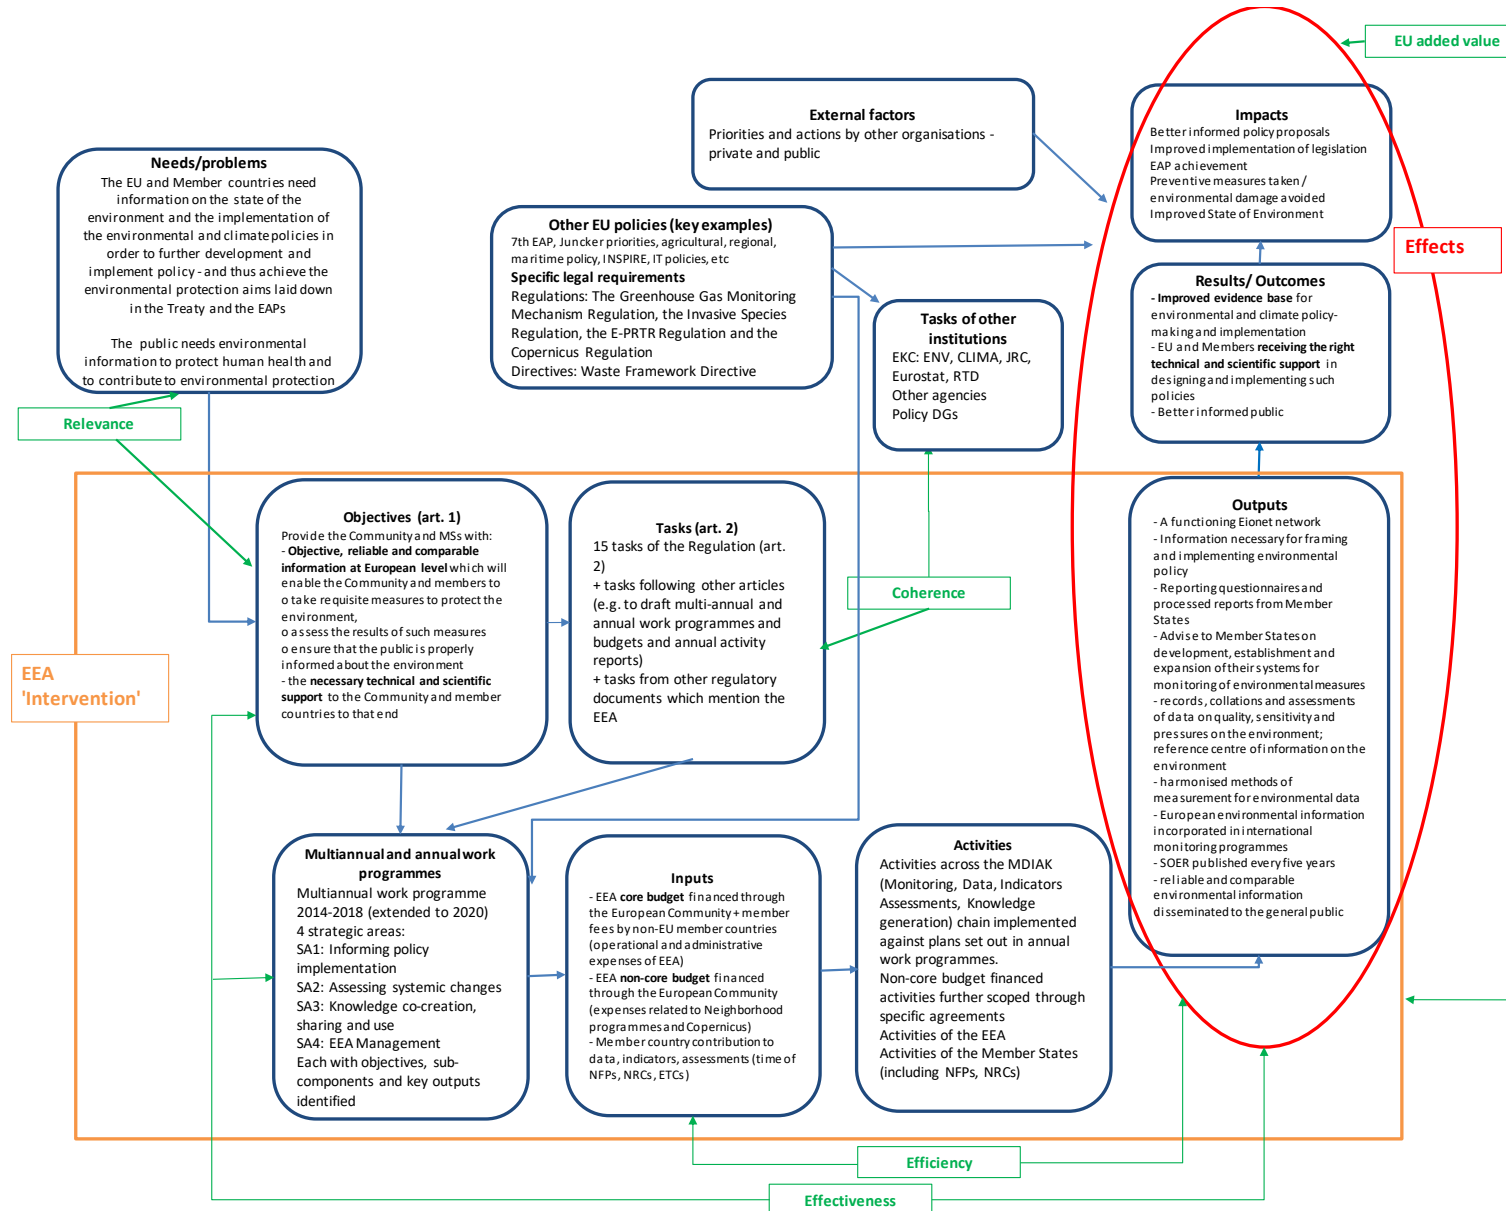 EU added value
External factors
Priorities and actions by other organisations -
private and public
Impacts
Better informed policy proposals
Improved implementation of legislation
EAP achievement
Preventive measures taken /
environmental damage avoided
Improved State of Environment
Needs/problems
The EU and Member countries need
information on the state of the
environment and the implementation of
the environmental and climate policies in
order to further development and
implement policy - and thus achieve the
environmental protection aims laid down
in the Treaty and the EAPs
The public needs environmental
information to protect human health and
to contribute to environmental protection
Other EU policies (key examples)
7th EAP, Juncker priorities, agricultural, regional,
maritime policy, INSPIRE, IT policies, etc
Specific legal requirements
Regulations: The Greenhouse Gas Monitoring
Mechanism Regulation, the Invasive Species
Regulation, the E-PRTR Regulation and the
Copernicus Regulation
Directives: Waste Framework Directive
Effects
Results/ Outcomes
- Improved evidence base for
environmental and climate policy-
making and implementation
- EU and Members receiving the right
technical and scientific support in
designing and implementing such
policies
- Better informed public
Tasks of other
institutions
EKC: ENV, CLIMA, JRC,
Eurostat, RTD
Other agencies
Policy DGs
Relevance
Objectives (art. 1)
Provide the Community and MSs with:
- Objective, reliable and comparable
information at European level which will
enable the Community and members to
o take requisite measures to protect the
environment,
o assess the results of such measures
o ensure that the public is properly
informed about the environment
- the necessary technical and scientific
support to the Community and member
countries to that end
Tasks (art. 2)
15 tasks of the Regulation (art.
2)
+ tasks following other articles
(e.g. to draft multi-annual and
annual work programmes and
budgets and annual activity
reports)
+ tasks from other regulatory
documents which mention the
EEA
Coherence
Outputs
- A functioning Eionet network
- Information necessary for framing
and implementing environmental
policy
- Reporting questionnaires and
processed reports from Member
States
- Advise to Member States on
development, establishment and
expansion of their systems for
monitoring of environmental measures
- records, collations and assessments
of data on quality, sensitivity and
pressures on the environment;
reference centre of information on the
environment
- harmonised methods of
measurement for environmental data
- European environmental information
incorporated in international
monitoring programmes
- SOER published every five years
- reliable and comparable
environmental information
disseminated to the general public
EEA
'Intervention'
Multiannual and annual work
programmes
Multiannual work programme
2014-2018 (extended to 2020)
4 strategic areas:
SA1: Informing policy
implementation
SA2: Assessing systemic changes
SA3: Knowledge co-creation,
sharing and use
SA4: EEA Management
Each with objectives, sub-
components and key outputs
identified
Inputs
- EEA core budget financed through
the European Community + member
fees by non-EU member countries
(operational and administrative
expenses of EEA)
- EEA non-core budget financed
through the European Community
(expenses related to Neighborhood
programmes and Copernicus)
- Member country contribution to
data, indicators, assessments (time of
NFPs, NRCs, ETCs)
Activities
Activities across the MDIAK
(Monitoring, Data, Indicators
Assessments, Knowledge
generation) chain implemented
against plans set out in annual
work programmes.
Non-core budget financed
activities further scoped through
specific agreements
Activities of the EEA
Activities of the Member States
(including NFPs, NRCs)
Efficiency
Effectiveness